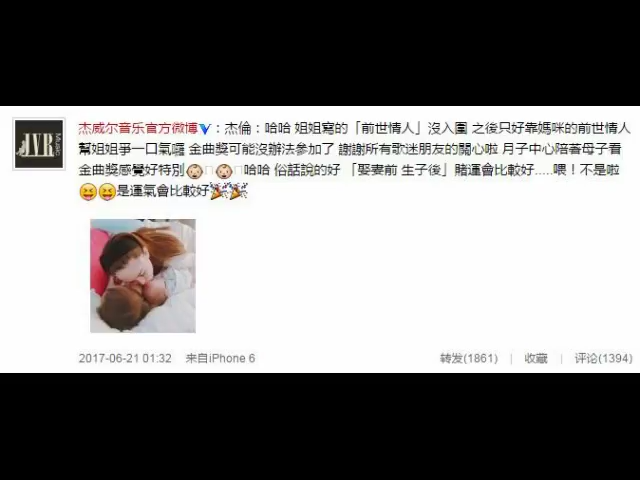 JVR Music
杰威尔音乐官方微博：杰倫：哈哈 姐姐寫的「前世情人」沒入圍 之後只好靠媽咪的前世情人
幫姐姐爭一口氣囉 金曲獎可能沒辦法參加了 謝謝所有歌迷朋友的關心啦 月子中心陪著母子看
金曲獎感覺好特別 哈哈 俗話說的好 「娶妻前 生子後」賭運會比較好.....喂！不是啦
是運氣會比較好
2017-06-21 01:32 来自iPhone 6 转发(1861) | 收藏 | 评论(1394)